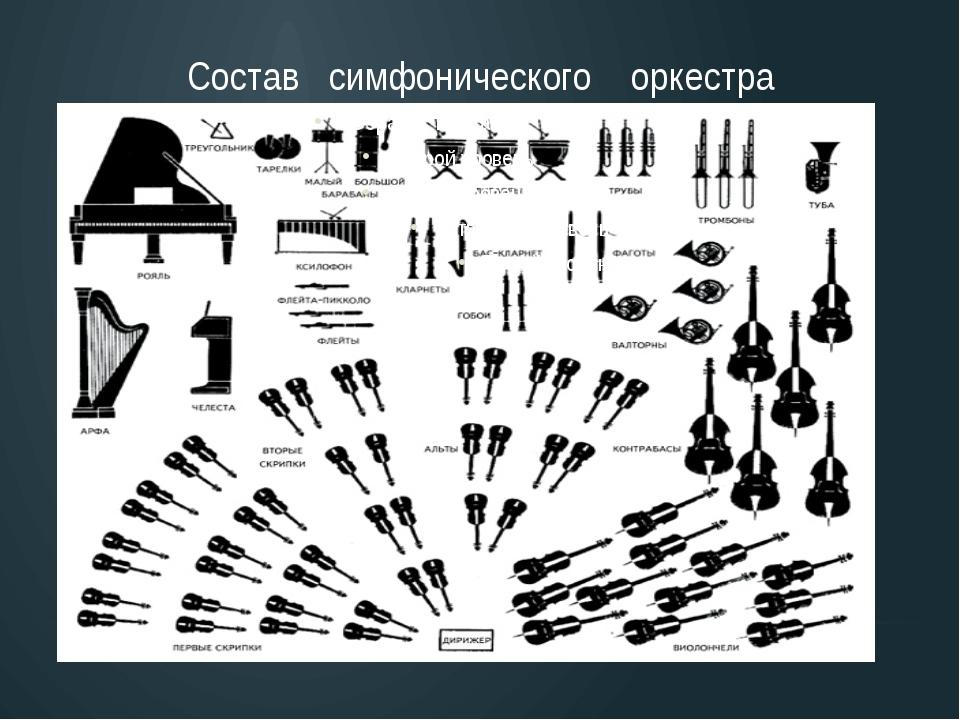 Состав симфонического оркестра
ТРЕУГОЛЬНИК
ТАРЕЛКИ
МАЛЫЙ БОЛЬШОЙ
БАРАБАНЫ
ТРУБЫ
ТРОМБОНЫ
ТУБА
РОЯЛЬ
КСИЛОФОН
КЛАРНЕТЫ
БАС-КЛАРНЕТ
ФАГОТЫ
ФЛЕЙТА-ПИККОЛО
ФЛЕЙТЫ
ГОБОИ
ВАЛТОРНЫ
АРФА
ЧЕЛЕСТА
ВТОРЫЕ
СКРИПКИ
АЛЬТЫ
КОНТРАБАСЫ
ПЕРВЫЕ СКРИПКИ
ДИРИЖЕР
ВИОЛОНЧЕЛИ